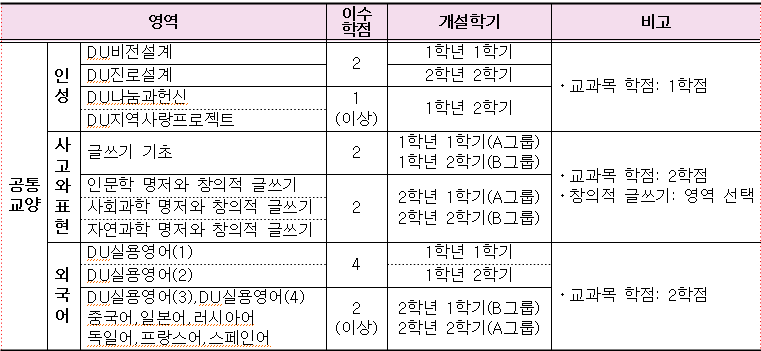 영역 이수 학점 개설학기 비고
공통 교양
인성
DU비전설계 2 1학년 1학기
DU진로설계 2학년 2학기
DU나눔과헌신 1 (이상) 1학년 2학기
DU지역사랑프로젝트
・교과목 학점: 1학점
사고와표현
글쓰기 기초 2 1학년 1학기(A그룹)
1학년 2학기(B그룹)
인문학 명저와 창의적 글쓰기 2 2학년 1학기(A그룹)
사회과학 명저와 창의적 글쓰기 2학년 2학기(B그룹)
자연과학 명저와 창의적 글쓰기
・교과목 학점: 2학점
・창의적 글쓰기: 영역 선택
외국어
DU실용영어(1) 4 1학년 1학기
DU실용영어(2) 1학년 2학기
DU실용영어(3),DU실용영어(4) 2 (이상) 2학년 1학기(B그룹)
중국어,일본어,러시아어 2학년 2학기(A그룹)
독일어,프랑스어,스페인어
・교과목 학점: 2학점